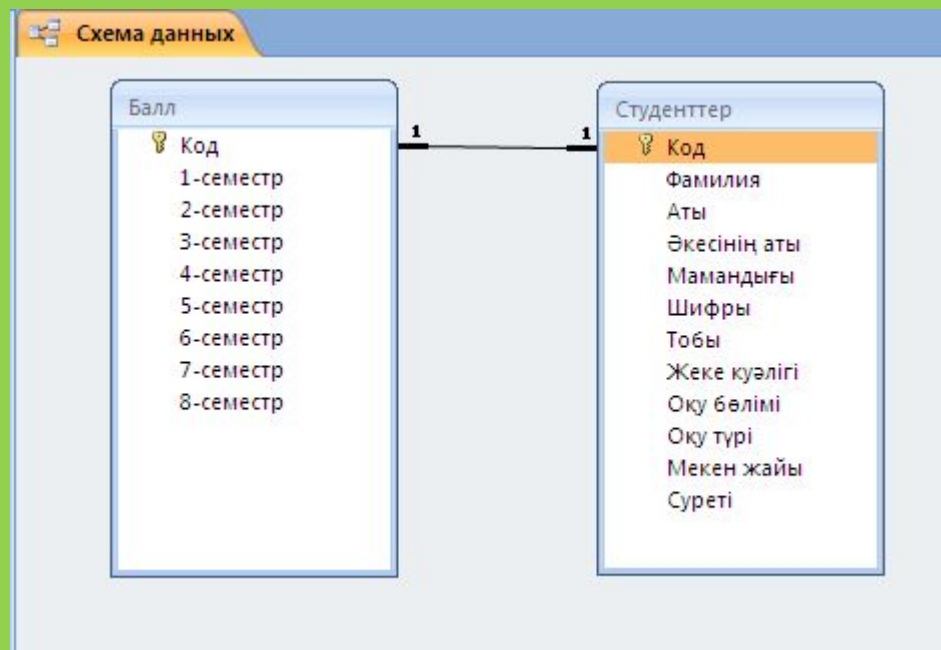 Схема данных
Балл
Код
1-семестр
2-семестр
3-семестр
4-семестр
5-семестр
6-семестр
7-семестр
8-семестр
1
1
Студенттер
Код
Фамилия
Аты
Әкесінің аты
Мамандығы
Шифры
Тобы
Жеке куәлігі
Оқу бөлімі
Оқу түрі
Мекен жайы
Суреті